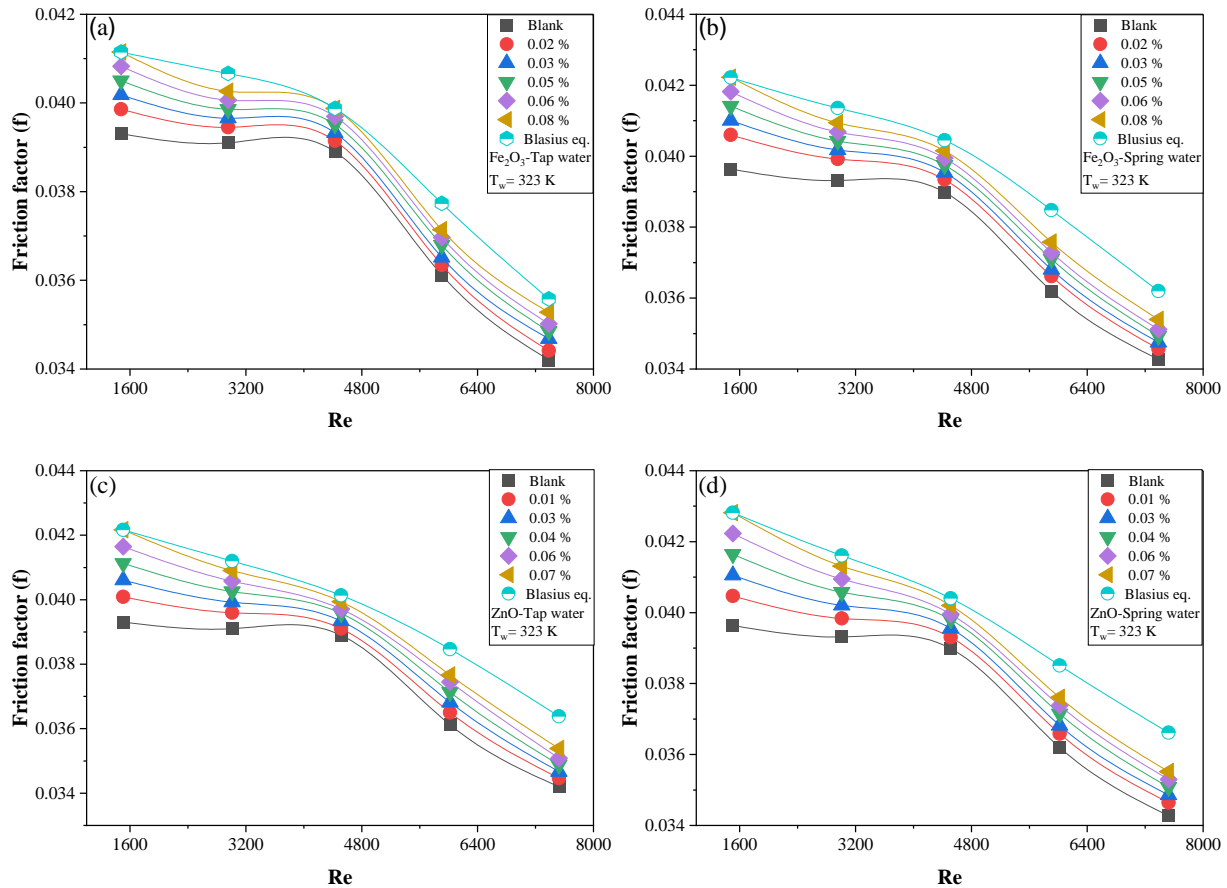 (a)
Blank
0.02 %
0.03 %
0.05 %
0.06 %
0.08 %
Blasius eq.
Fe₂O₃-Tap water
T_w= 323 K
0.042
0.040
0.038
0.036
0.034
Friction factor (f)
1600 3200 4800 6400 8000
Re
(b)
Blank
0.02 %
0.03 %
0.05 %
0.06 %
0.08 %
Blusius eq.
Fe₂O₃-Spring water
T_w= 323 K
0.044
0.042
0.040
0.038
0.036
0.034
Friction factor (f)
1600 3200 4800 6400 8000
Re
(c)
Blank
0.01 %
0.03 %
0.04 %
0.06 %
0.07 %
Blasius eq.
ZnO-Tap water
T_w= 323 K
0.044
0.042
0.040
0.038
0.036
0.034
Friction factor (f)
1600 3200 4800 6400 8000
Re
(d)
Blank
0.01 %
0.03 %
0.04 %
0.06 %
0.07 %
Blasius eq.
ZnO-Spring water
T_w= 323 K
0.044
0.042
0.040
0.038
0.036
0.034
Friction factor (f)
1600 3200 4800 6400 8000
Re